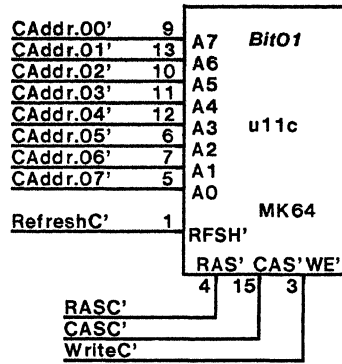 CAddr.00' 9 A7 Bit01
CAddr.01' 13 A6
CAddr.02' 10 A5
CAddr.03' 11 A4 u11c
CAddr.04' 12 A3
CAddr.05' 6 A2
CAddr.06' 7 A1
CAddr.07' 5 A0
MK64
RefreshC' 1 RFSH'
RAS' CAS' WE'
4 15 3
RASC'
CASC'
WriteC'